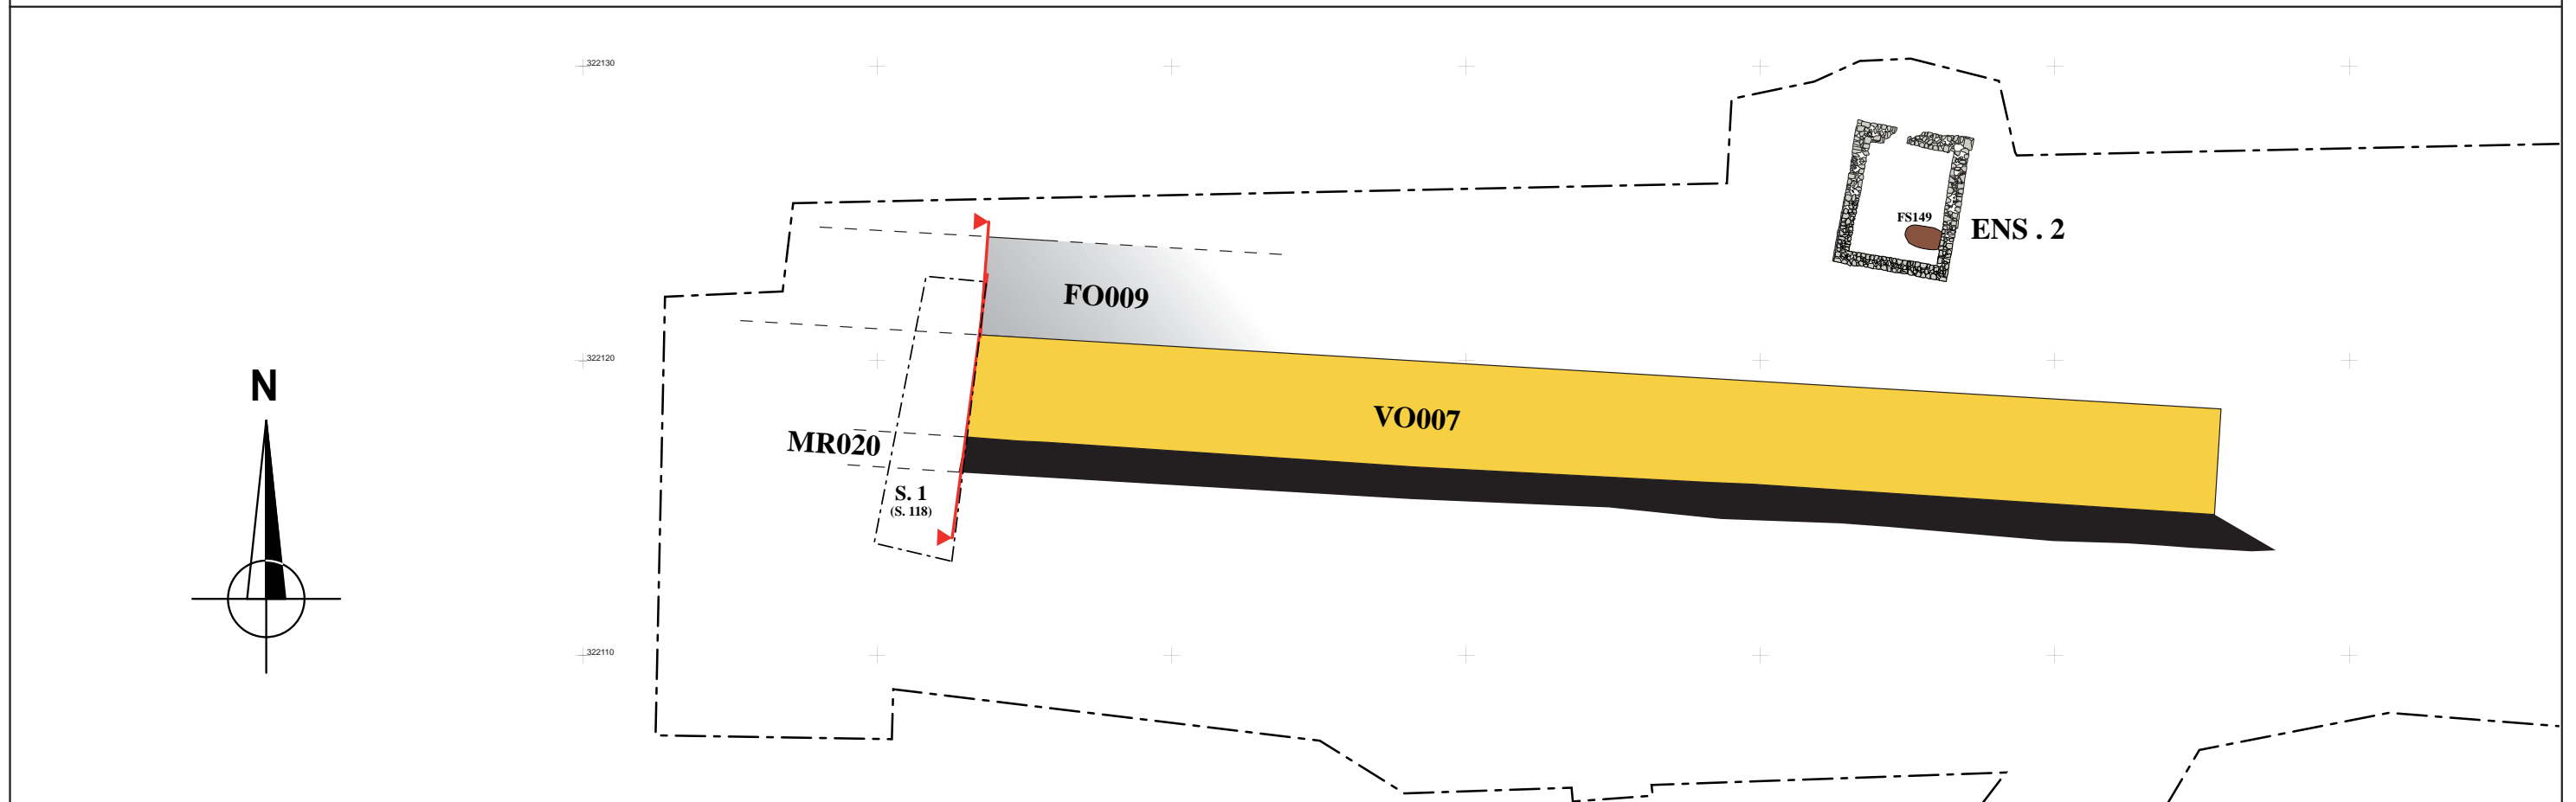 322130
FS149
ENS . 2
FO009
322120
N
VO007
MR020
S. 1
(S. 118)
322110